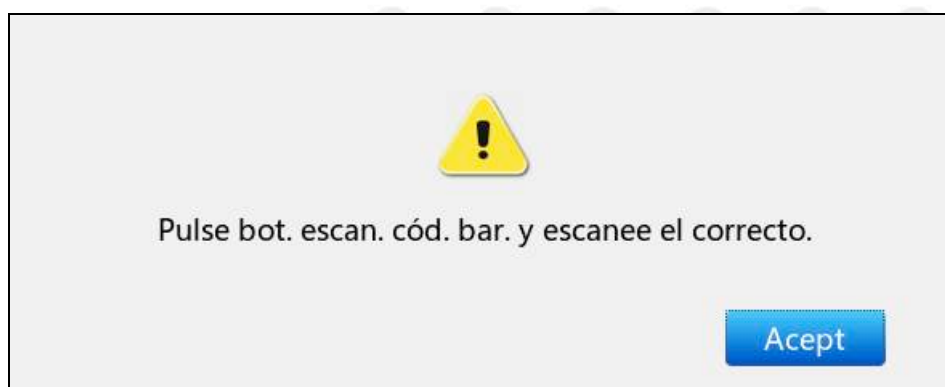 Pulse bot. escan. cód. bar. y escanee el correcto.
Acept